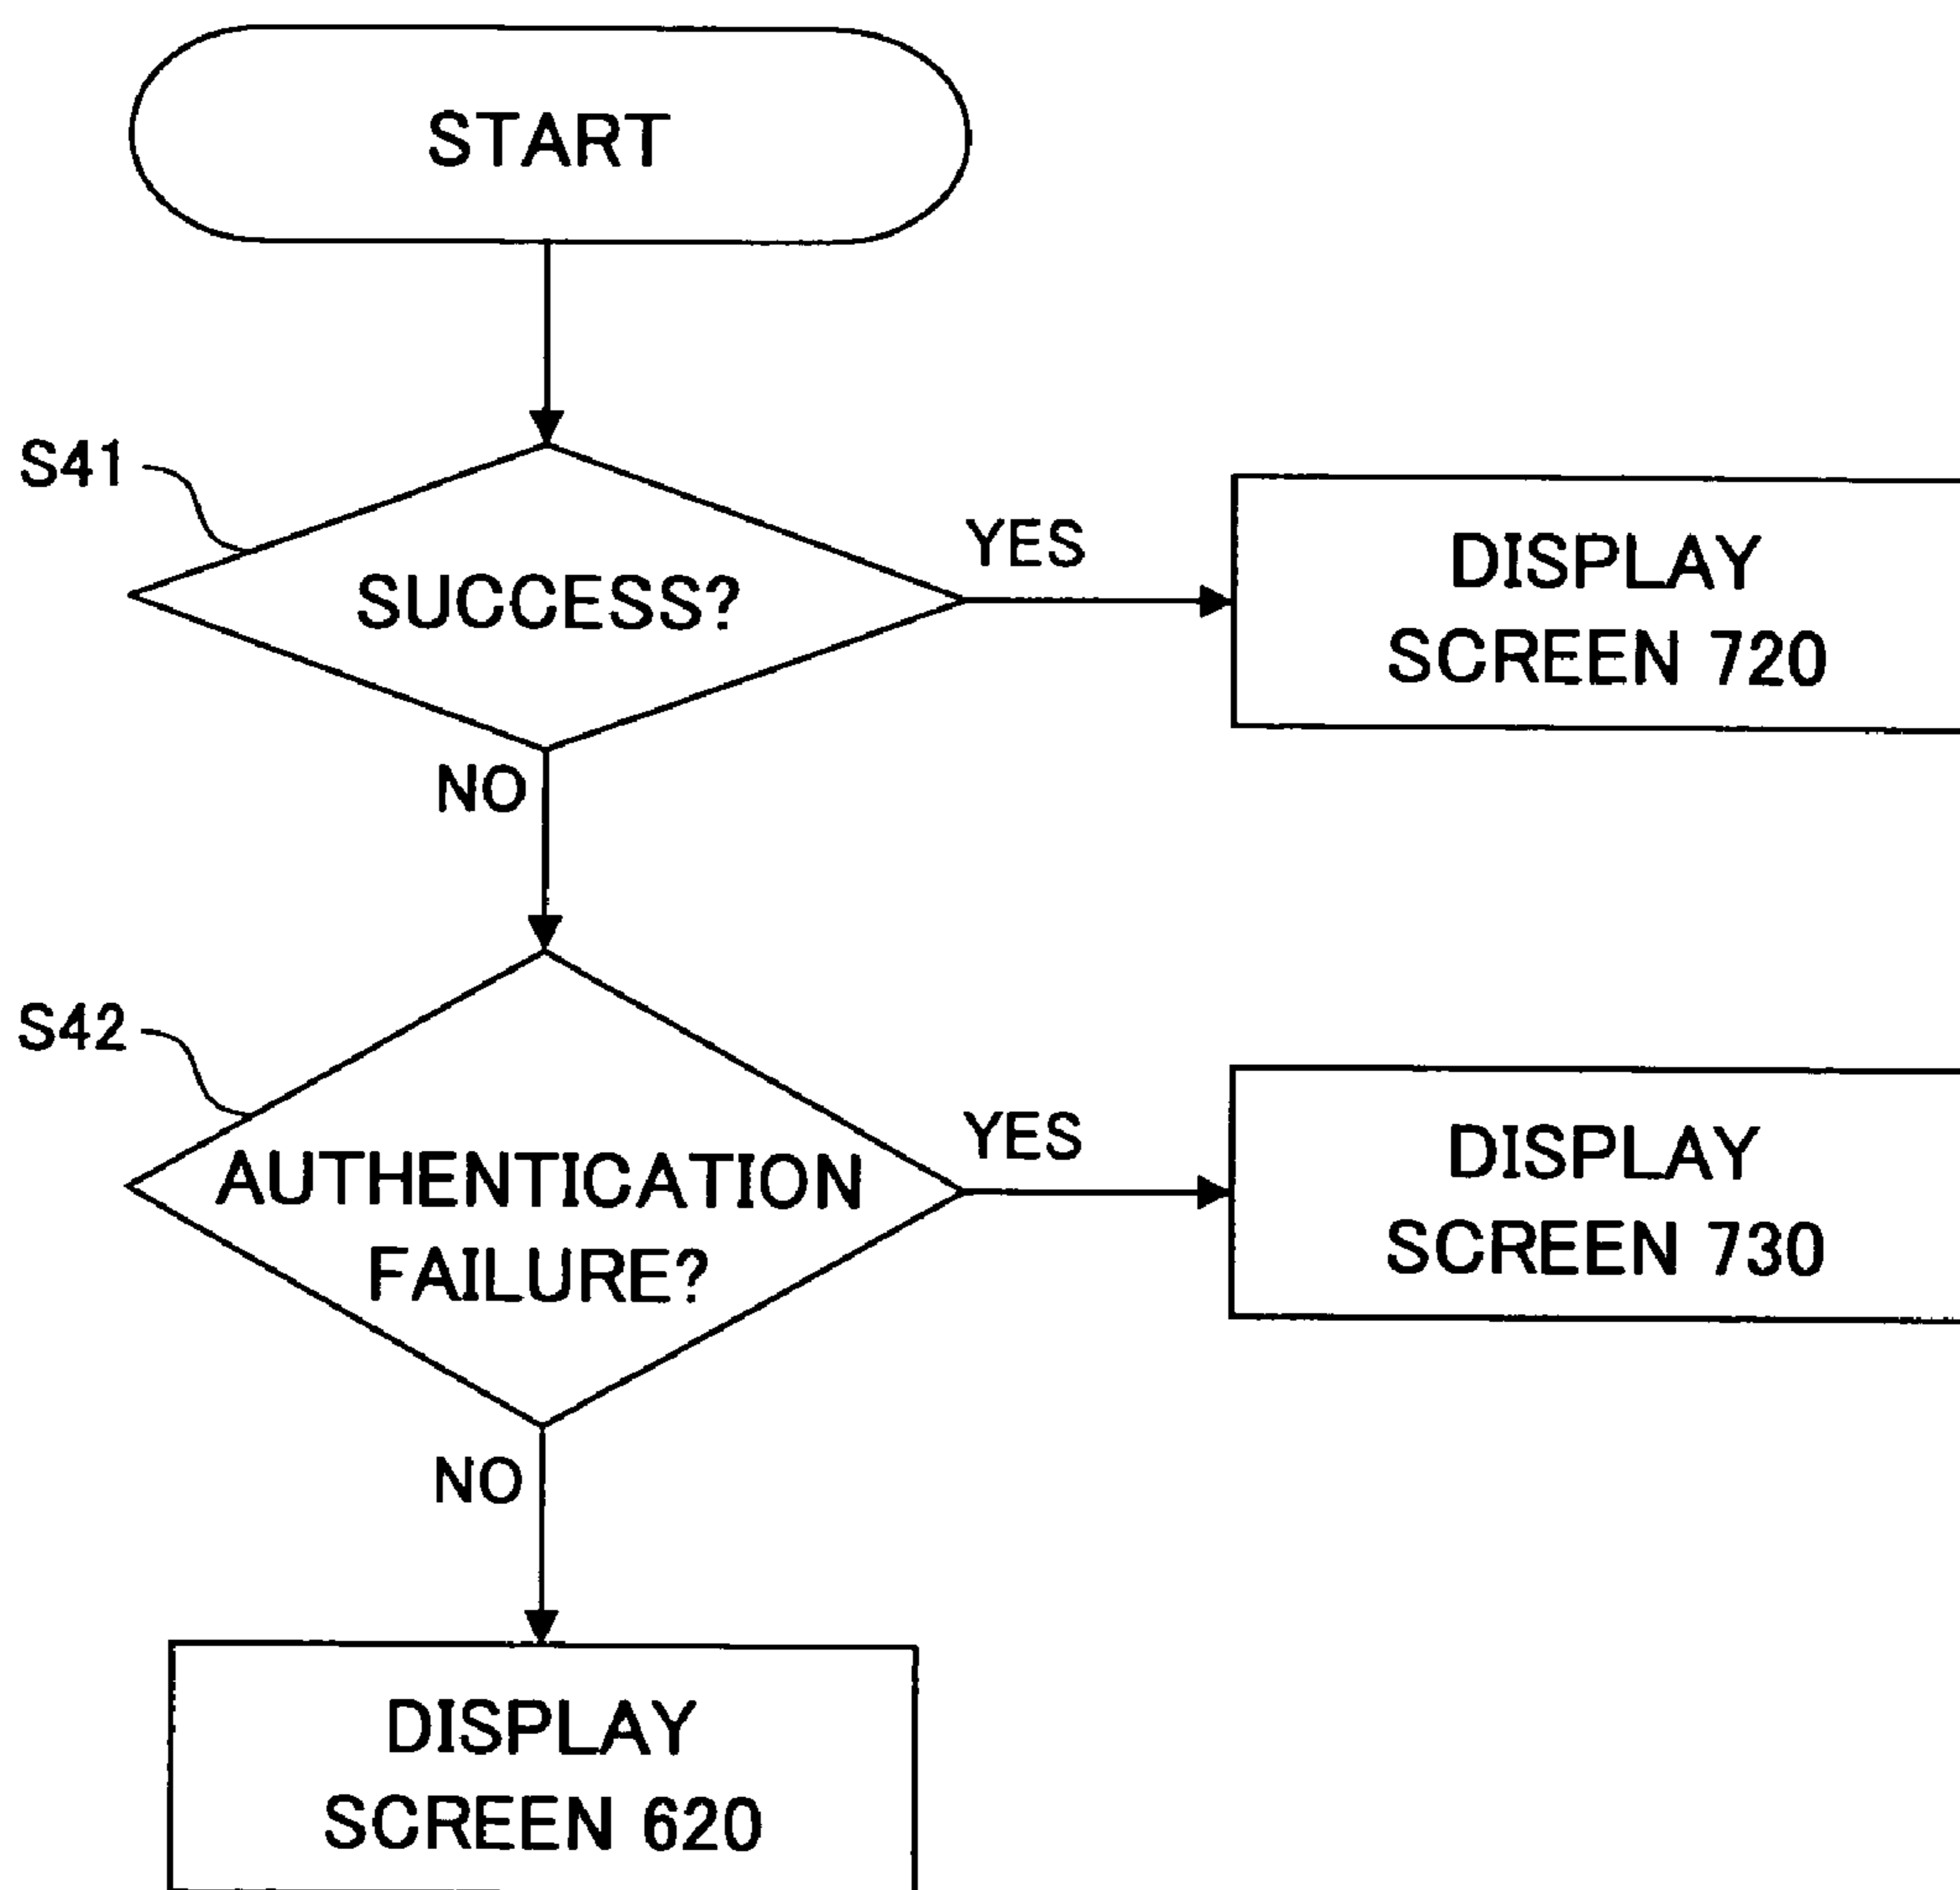 START
S41
SUCCESS?
YES
DISPLAY
SCREEN 720
NO
S42
AUTHENTICATION
FAILURE?
YES
DISPLAY
SCREEN 730
NO
DISPLAY
SCREEN 620